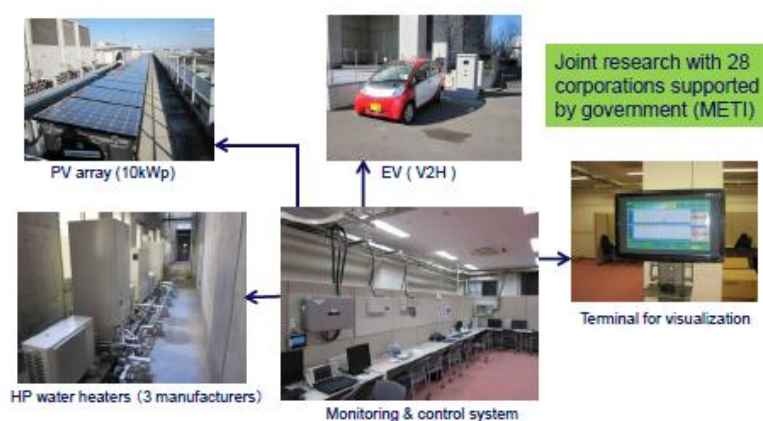 Joint research with 28
corporations supported
by government (METI)
PV array (10kWp)
EV ( V2H )
Terminal for visualization
HP water heaters (3 manufacturers)
Monitoring & control system